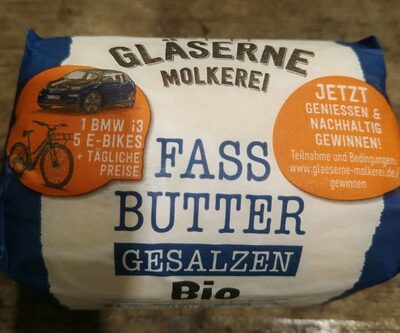 GLÄSERNE
MOLKEREI
1 BMW i3
5 E-BIKES
+ TÄGLICHE
PREISE
JETZT
GENIESSEN &
NACHHALTIG
GEWINNEN!
Teilnahme und Bedingungen:
www.glaeserne-molkerei.de/
gewinnen
FASS
BUTTER
GESALZEN
Bio